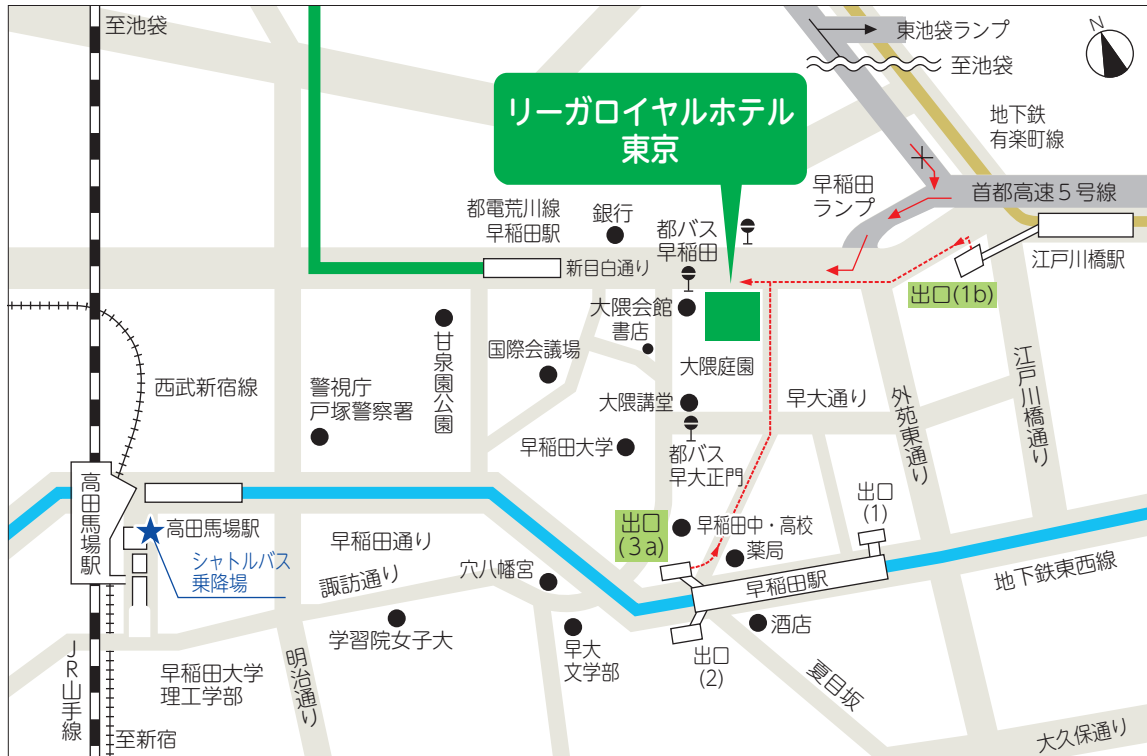 至池袋
東池袋ランプ
至池袋
N
リーガロイヤルホテル
東京
地下鉄
有楽町線
早稲田
ランプ
首都高速5号線
都電荒川線
早稲田駅
銀行
都バス
早稲田
新目白通り
江戸川橋駅
出口(1b)
大隈会館
書店
甘泉園公園
国際会議場
大隈庭園
西武新宿線
警視庁
戸塚警察署
大隈講堂
早大通り
外苑東通り
江戸川橋通り
早稲田大学
都バス
早大正門
高田馬場駅
高田馬場駅
シャトルバス
乗降場
早稲田通り
諏訪通り
出口
(3a)
早稲田中・高校
薬局
出口
(1)
穴八幡宮
早稲田駅
地下鉄東西線
学習院女子大
早大
文学部
酒店
出口
(2)
夏目坂
JR山手線
早稲田大学
理工学部
明治通り
至新宿
大久保通り